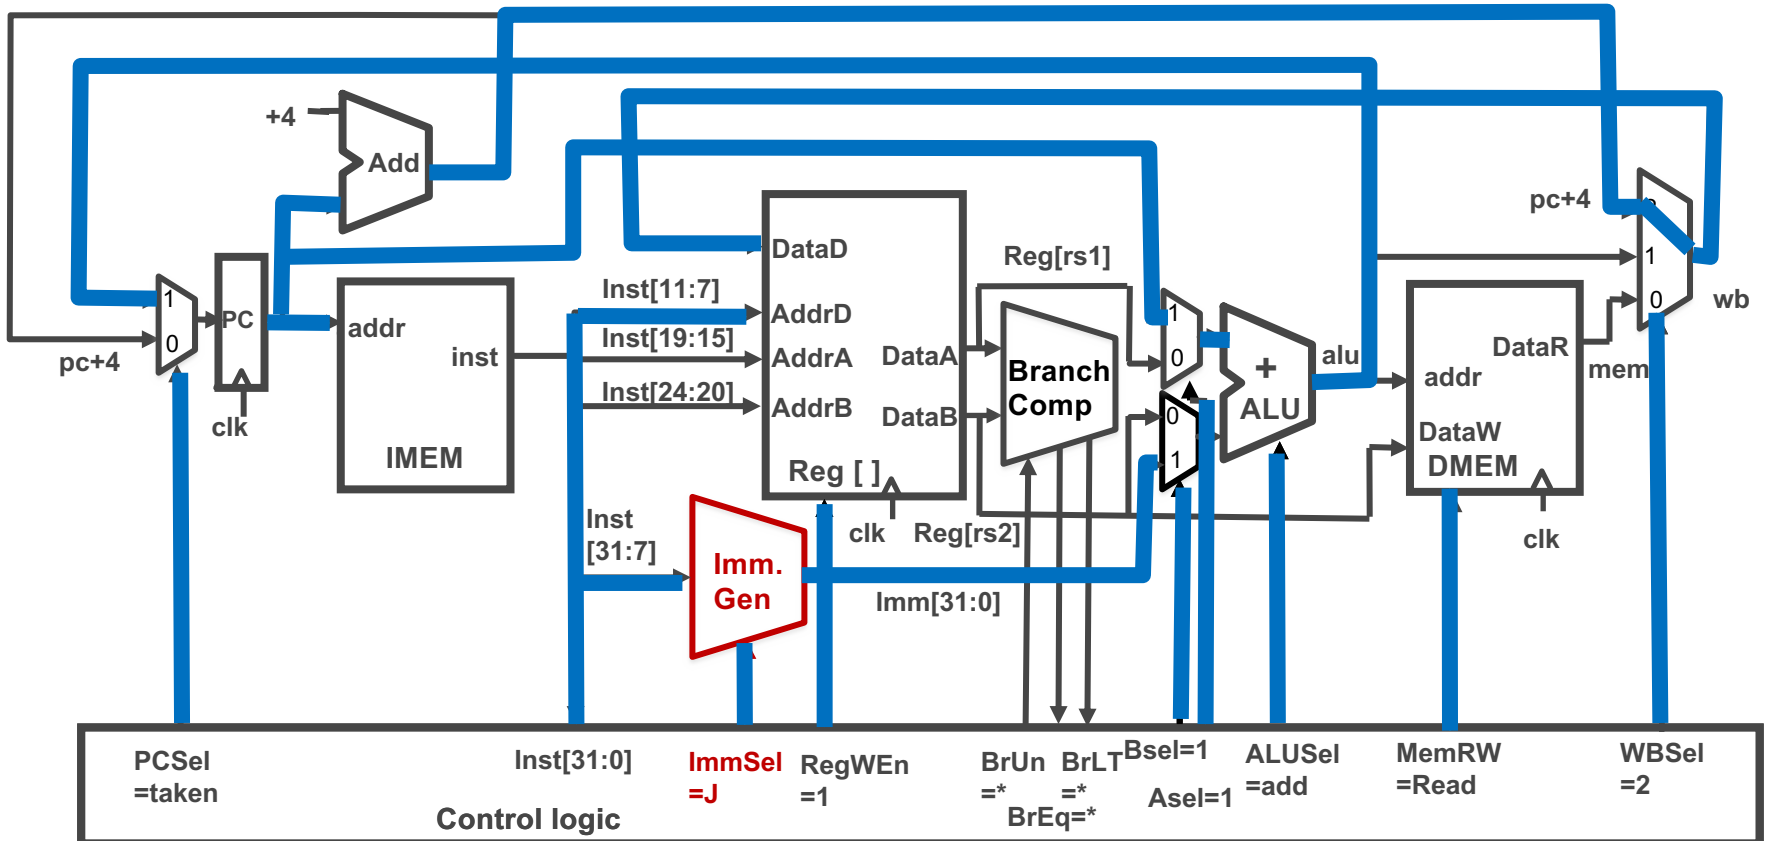 +4
Add
pc+4
DataD
Reg[rs1]
Inst[11:7]
1
PC
addr
AddrD
1
1
0
wb
0
Inst[19:15]
inst
AddrA
DataA
0
+
alu
DataR
pc+4
Branch
Comp
mem
addr
Inst[24:20]
AddrB
DataB
0
ALU
clk
DataW
IMEM
1
DMEM
Reg [ ]
Inst
[31:7]
clk
Reg[rs2]
clk
Imm.
Gen
Imm[31:0]
PCSel
=taken
Inst[31:0]
ImmSel
=J
RegWEn
=1
BrUn
=*
BrLT
=*
BrEq=*
Bsel=1
Asel=1
ALUSel
=add
MemRW
=Read
WBSel
=2
Control logic